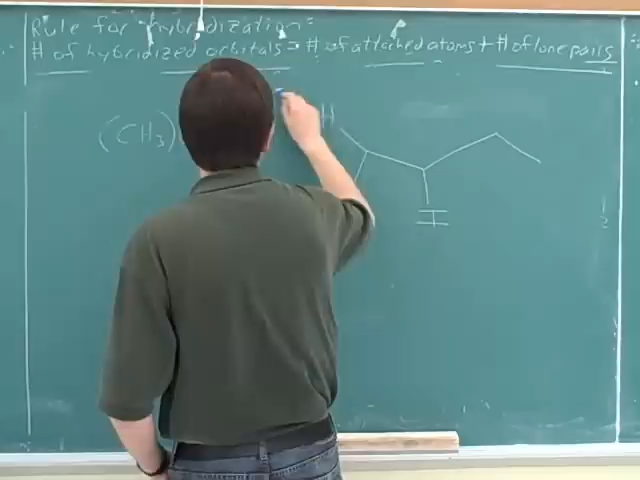 Rule for hybridization:
# of hybridized orbitals = # of attached atoms + # of lone pairs
(CH3)
H
H